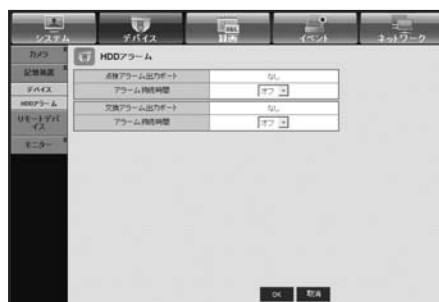 システム
デバイス
録画
イベント
ネットワーク
カメラ
記憶装置
デバイス
HDDアラーム
リモートデバイス
モニター
HDDアラーム
点検アラーム出力ポート
なし
アラーム持続時間
オフ
交換アラーム出力ポート
なし
アラーム持続時間
オフ
OK
取消